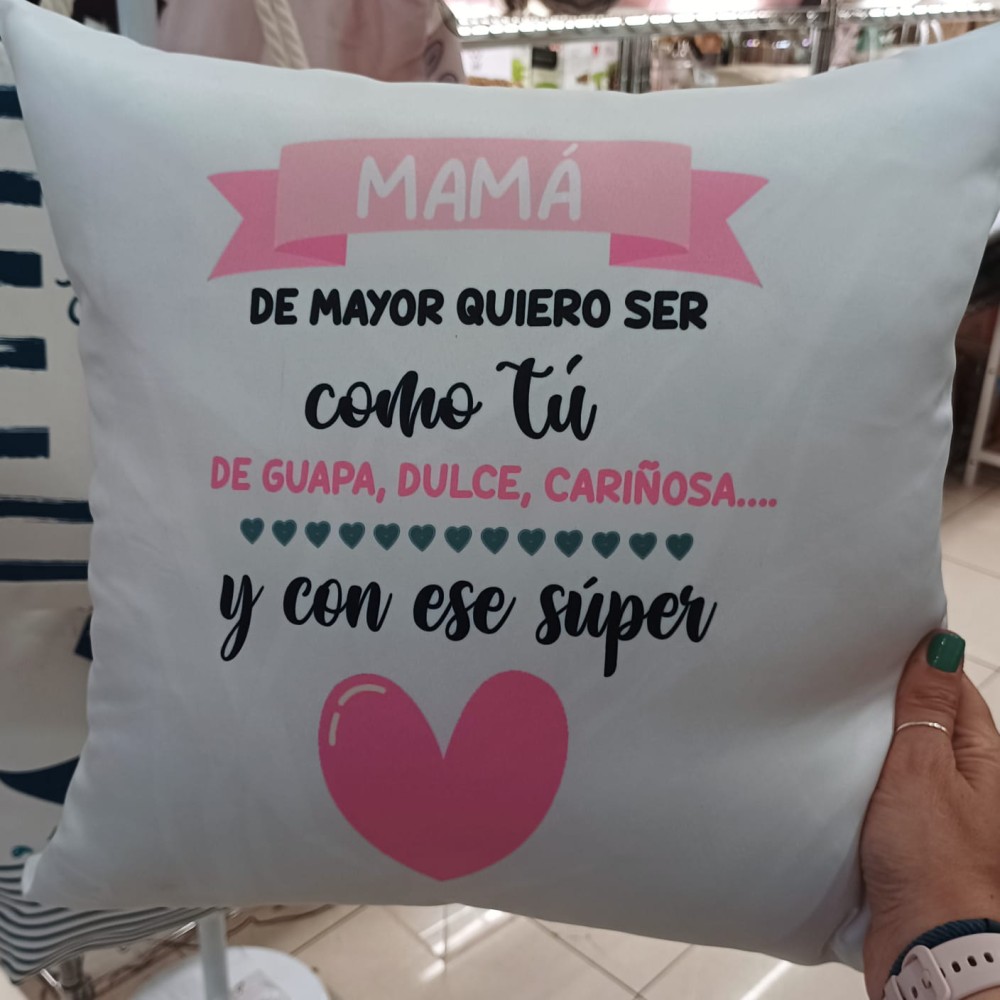 MAMÁ
DE MAYOR QUIERO SER
como tú
DE GUAPA, DULCE, CARIÑOSA....
y con ese súper